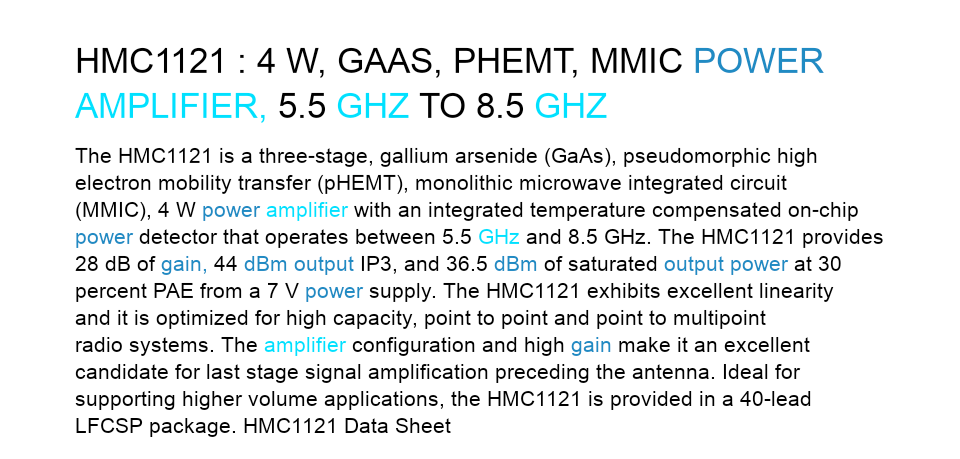 HMC1121 : 4 W, GAAS, PHEMT, MMIC POWER
AMPLIFIER, 5.5 GHZ TO 8.5 GHZ
The HMC1121 is a three-stage, gallium arsenide (GaAs), pseudomorphic high
electron mobility transfer (pHEMT), monolithic microwave integrated circuit
(MMIC), 4 W power amplifier with an integrated temperature compensated on-chip
power detector that operates between 5.5 GHz and 8.5 GHz. The HMC1121 provides
28 dB of gain, 44 dBm output IP3, and 36.5 dBm of saturated output power at 30
percent PAE from a 7 V power supply. The HMC1121 exhibits excellent linearity
and it is optimized for high capacity, point to point and point to multipoint
radio systems. The amplifier configuration and high gain make it an excellent
candidate for last stage signal amplification preceding the antenna. Ideal for
supporting higher volume applications, the HMC1121 is provided in a 40-lead
LFCSP package. HMC1121 Data Sheet